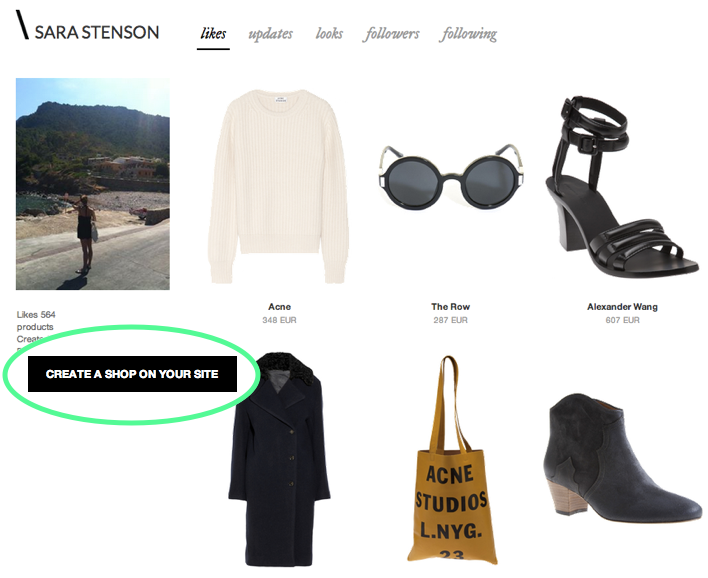 \ SARA STENSON
likes updates looks followers following
Acne
348 EUR
The Row
287 EUR
Alexander Wang
607 EUR
Likes 564
products
CREATE A SHOP ON YOUR SITE
ACNE
STUDIOS
L.NYG.
23